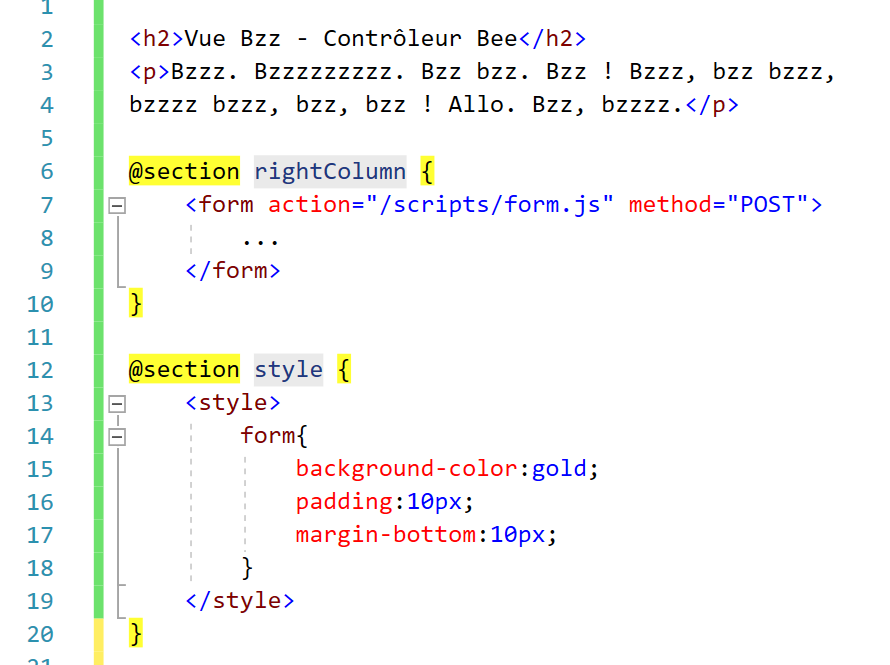 1
2 <h2>Vue Bzz - Contrôleur Bee</h2>
3 <p>Bzzz. Bzzzzzzzzz. Bzz bzz. Bzz ! Bzzz, bzz bzzz,
4 bzzzz bzzz, bzz, bzz ! Allo. Bzz, bzzzz.</p>
5
6 @section rightColumn {
7 <form action="/scripts/form.js" method="POST">
8 ...
9 </form>
10 }
11
12 @section style {
13 <style>
14 form{
15 background-color:gold;
16 padding:10px;
17 margin-bottom:10px;
18 }
19 </style>
20 }
21